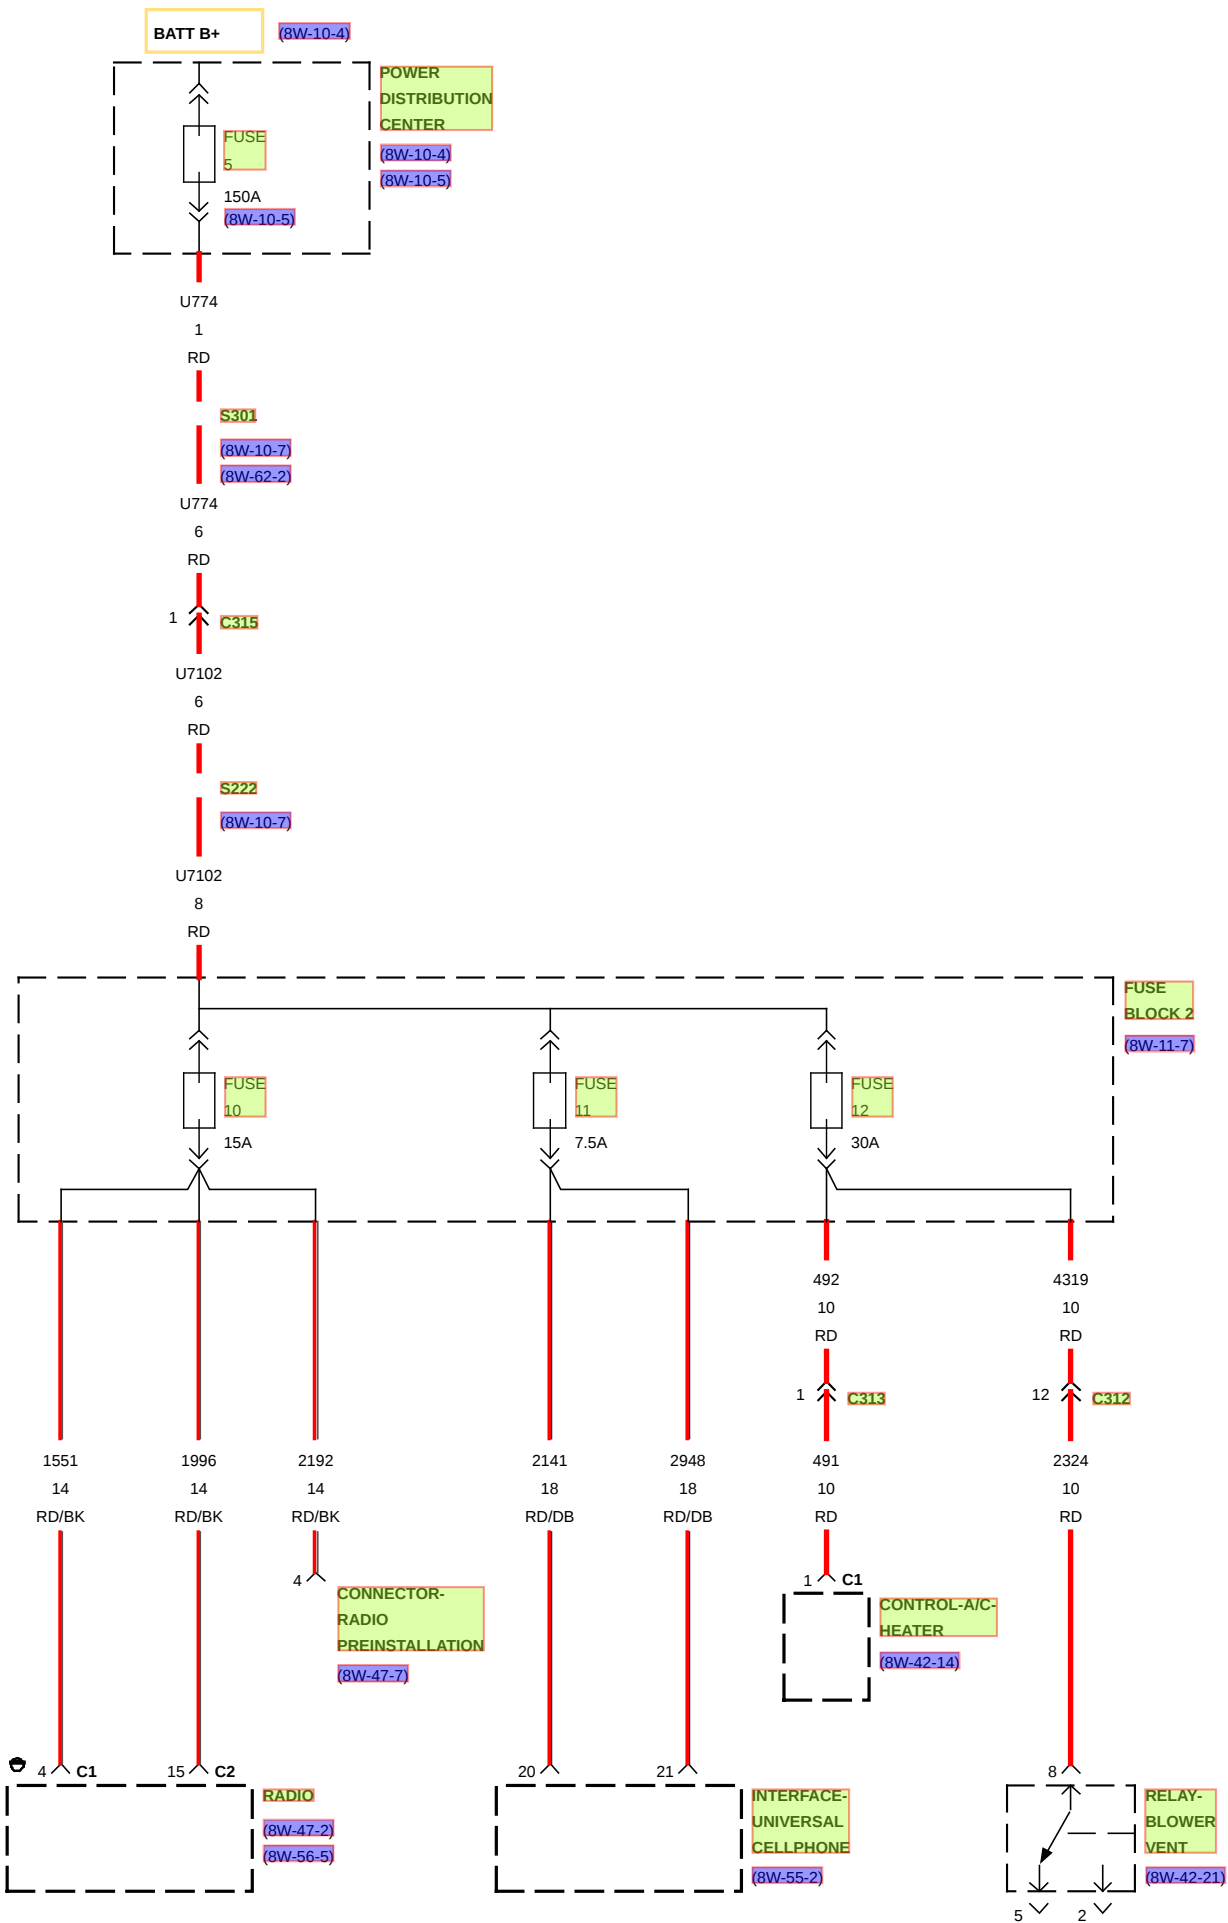 BATT B+
(8W-10-4)
POWER
DISTRIBUTION
CENTER
(8W-10-4)
(8W-10-5)
FUSE
5
150A
(8W-10-5)
U774
1
RD
S301
(8W-10-7)
(8W-62-2)
U774
6
RD
1
C315
U7102
6
RD
S222
(8W-10-7)
U7102
8
RD
FUSE
BLOCK 2
(8W-11-7)
FUSE
10
15A
FUSE
11
7.5A
FUSE
12
30A
492
10
RD
4319
10
RD
1
C313
12
C312
1551
14
RD/BK
1996
14
RD/BK
2192
14
RD/BK
2141
18
RD/DB
2948
18
RD/DB
491
10
RD
2324
10
RD
4
CONNECTOR-
RADIO
PREINSTALLATION
(8W-47-7)
1
C1
CONTROL-A/C-
HEATER
(8W-42-14)
4
C1
15
C2
RADIO
(8W-47-2)
(8W-56-5)
20
21
INTERFACE-
UNIVERSAL
CELLPHONE
(8W-55-2)
8
RELAY-
BLOWER
VENT
(8W-42-21)
5
2